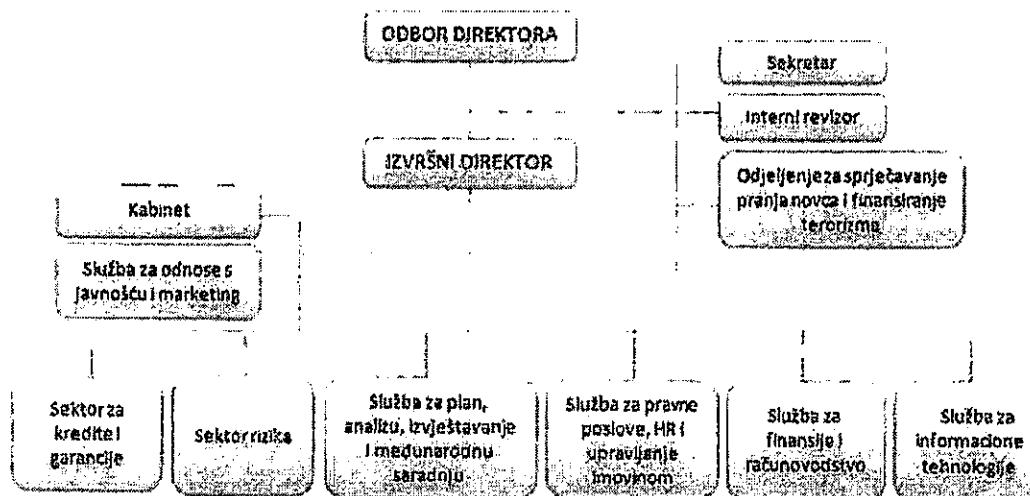 ODBOR DIREKTORA
Sekretar
Interni revizor
IZVRŠNI DIREKTOR
Odjeljenje za sprječavanje
pranja novca i finansiranje
terorizma
Kabinet
Služba za odnose s
javnošću i marketing
Sektor za
kredite i
garancije
Sektor rizika
Služba za plan,
analizu, izvještavanje
i međunarodnu
saradnju
Služba za pravne
poslove, HR i
upravljanje
imovinom
Služba za
finansije i
računovodstvo
Služba za
informacione
tehnologije